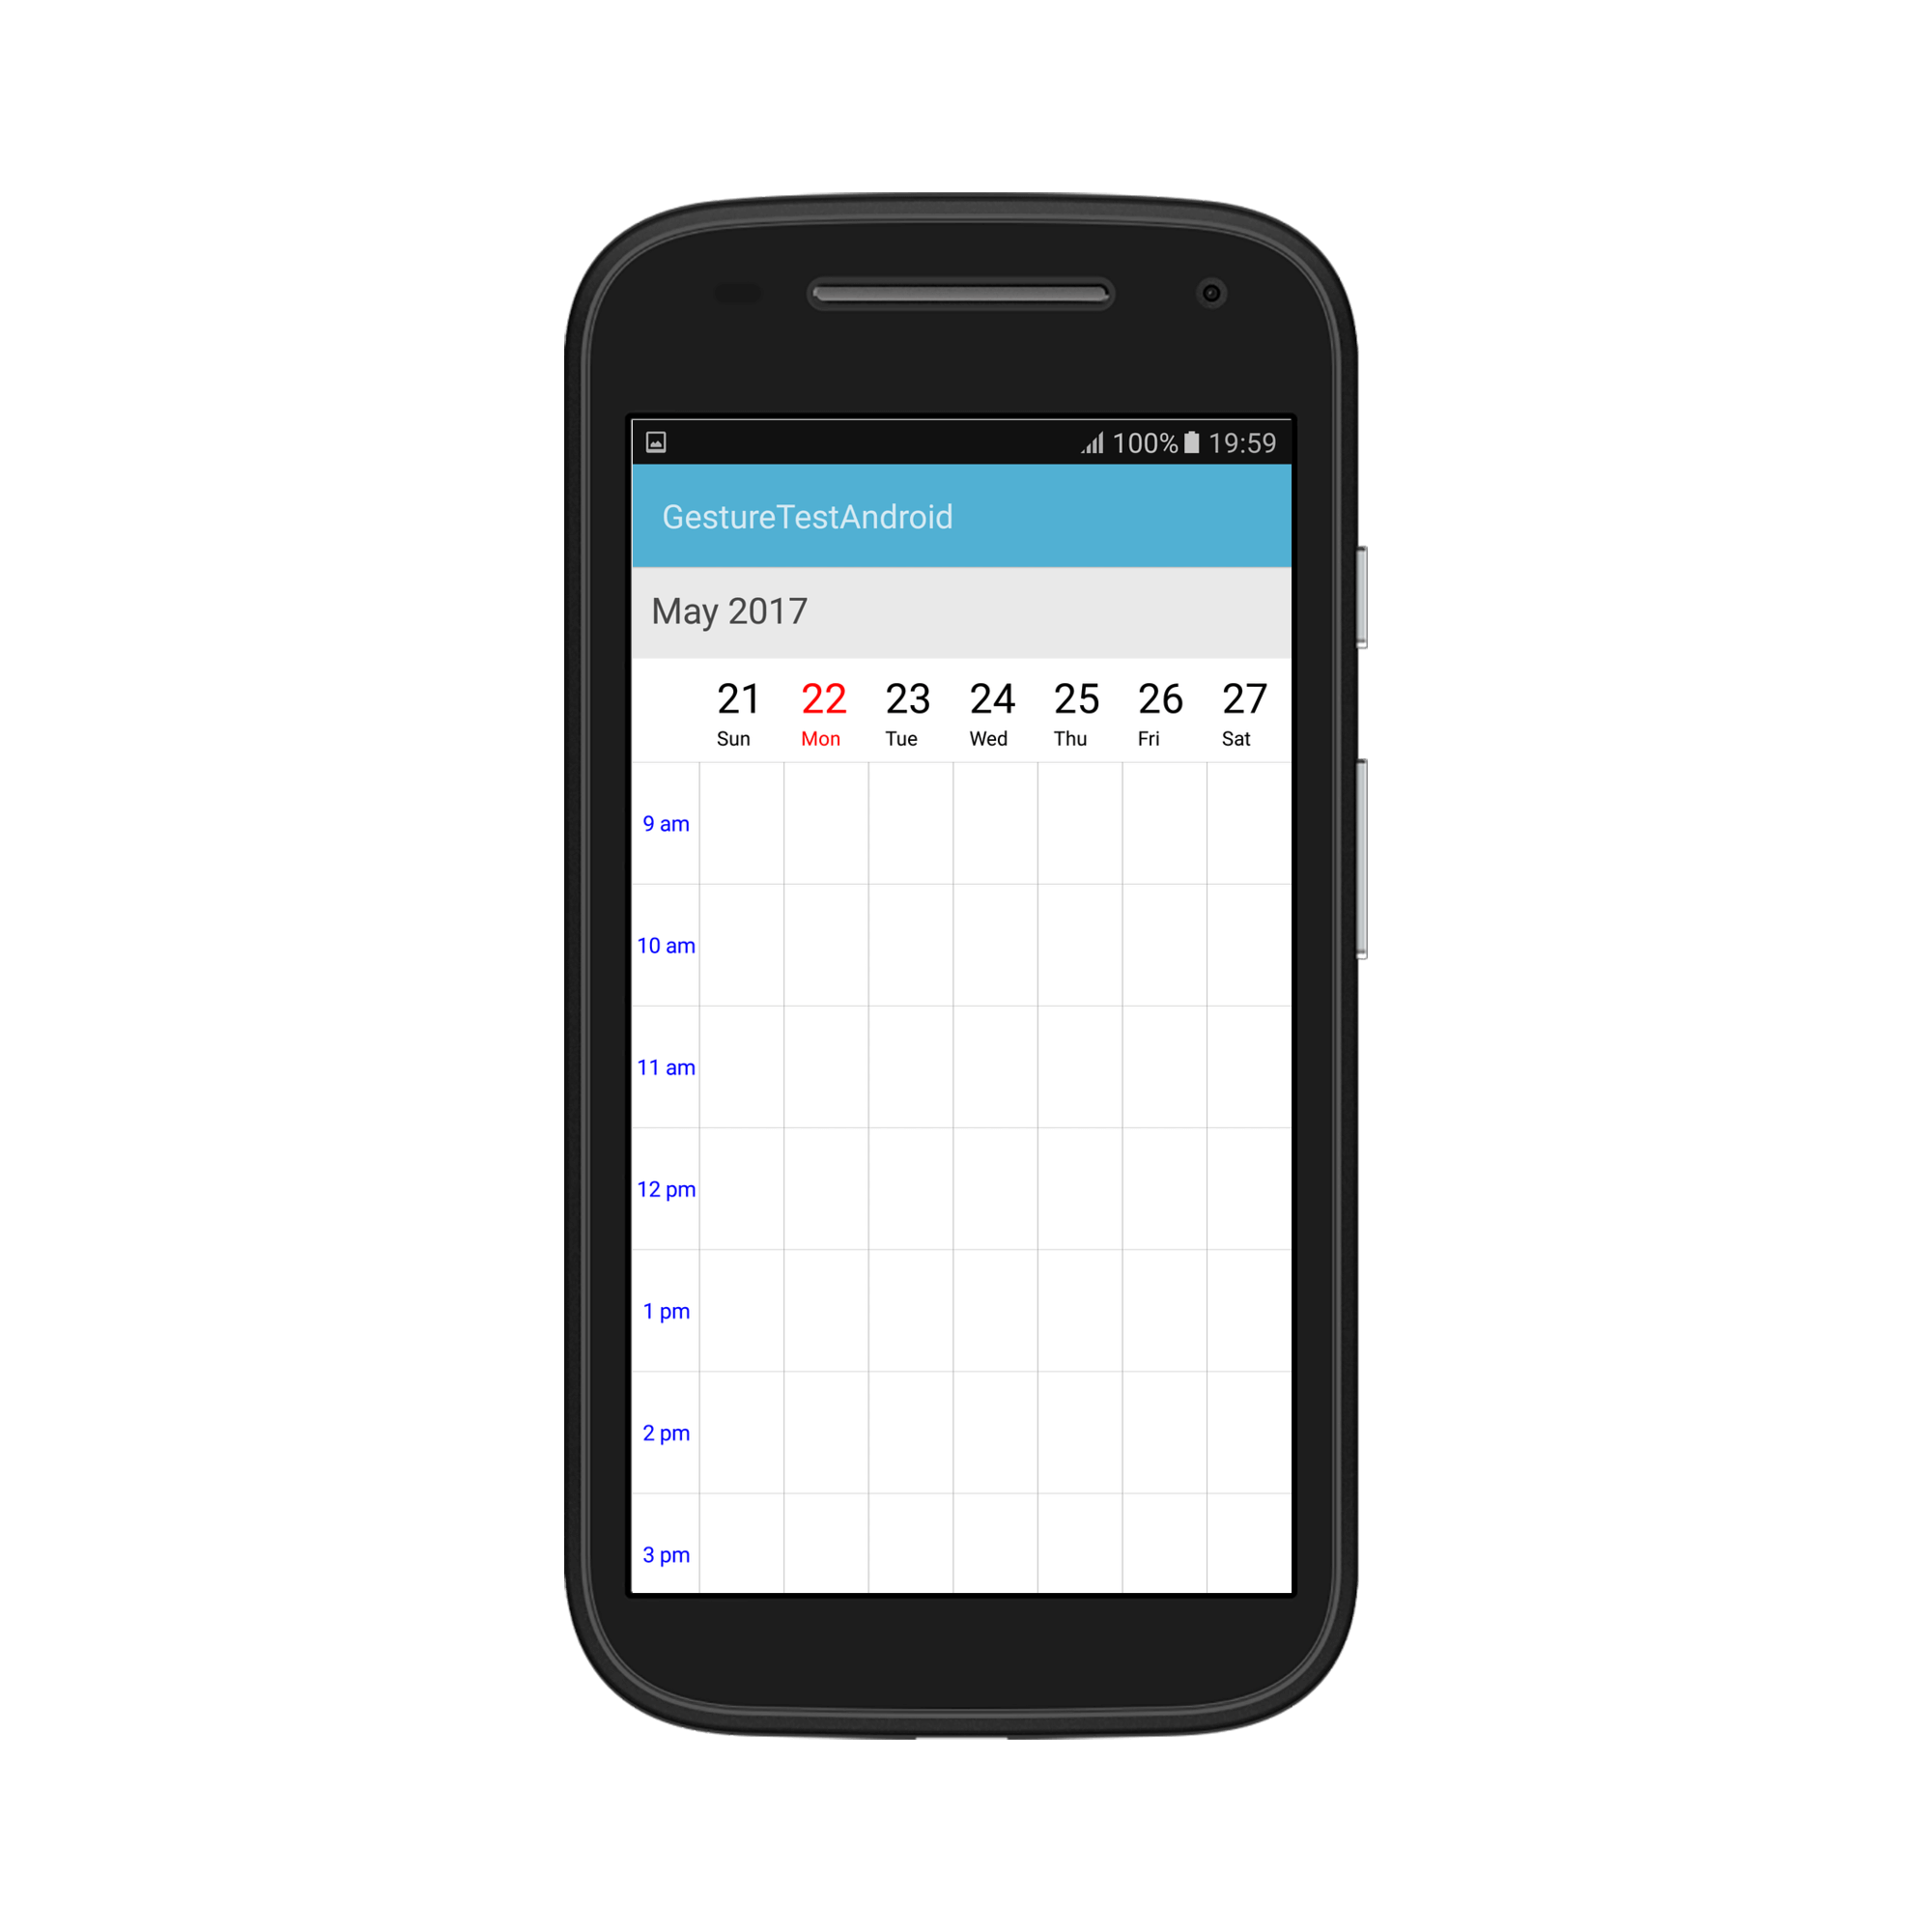 100% 19:59
GestureTestAndroid
May 2017
21 22 23 24 25 26 27
Sun Mon Tue Wed Thu Fri Sat
9 am
10 am
11 am
12 pm
1 pm
2 pm
3 pm